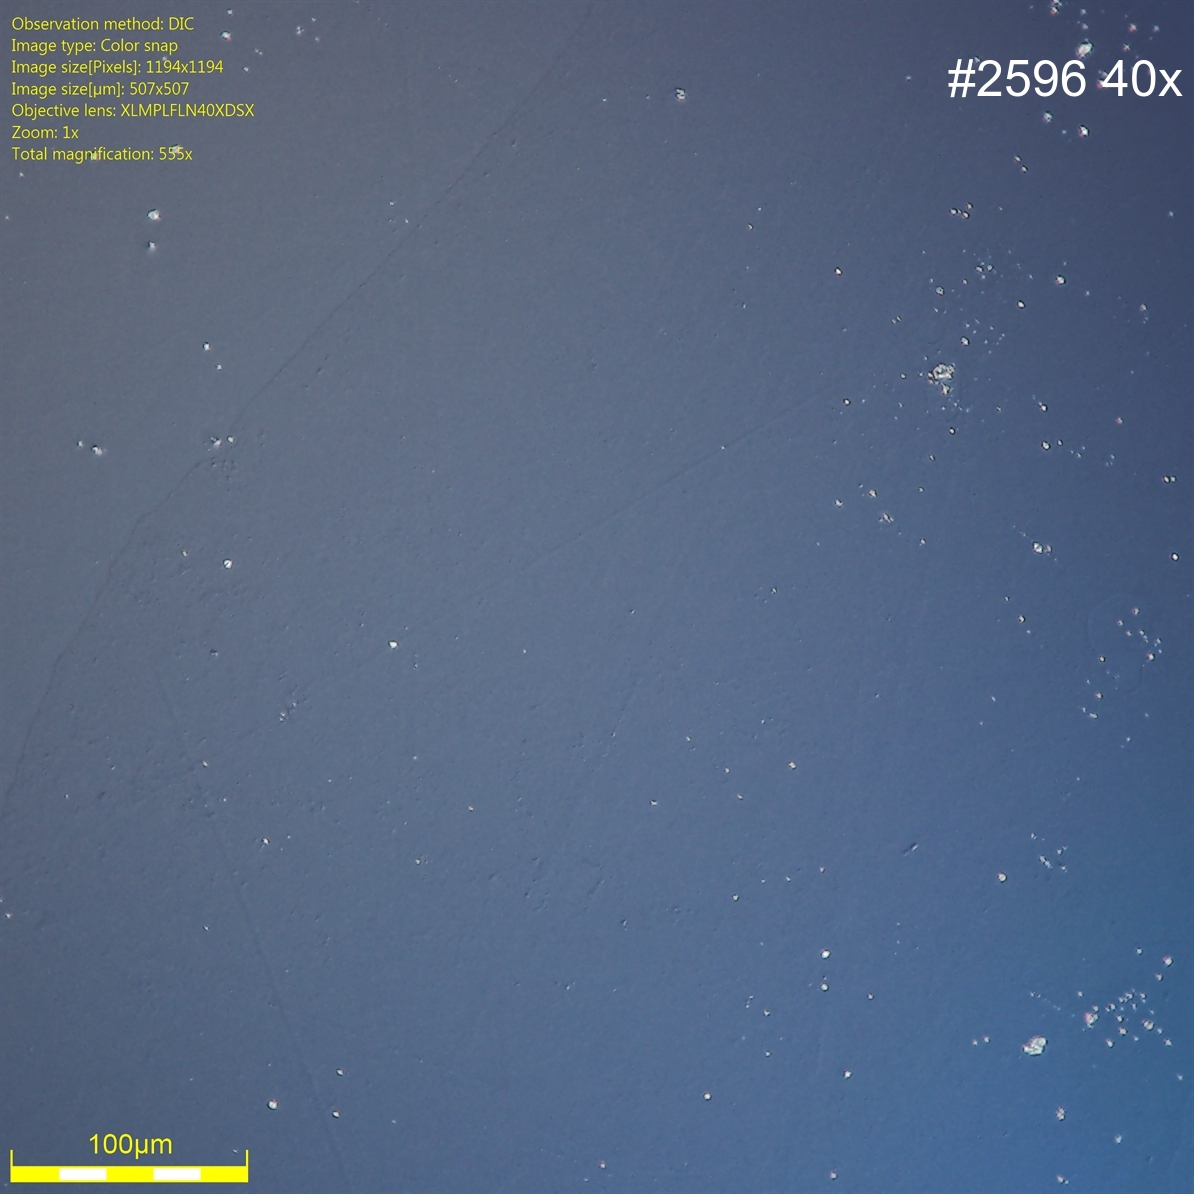 Observation method: DIC
Image type: Color snap
Image size[Pixels]: 1194x1194
Image size[µm]: 507x507
Objective lens: XLMPLFLN40XDSX
Zoom: 1x
Total magnification: 555x
#2596 40x
100µm